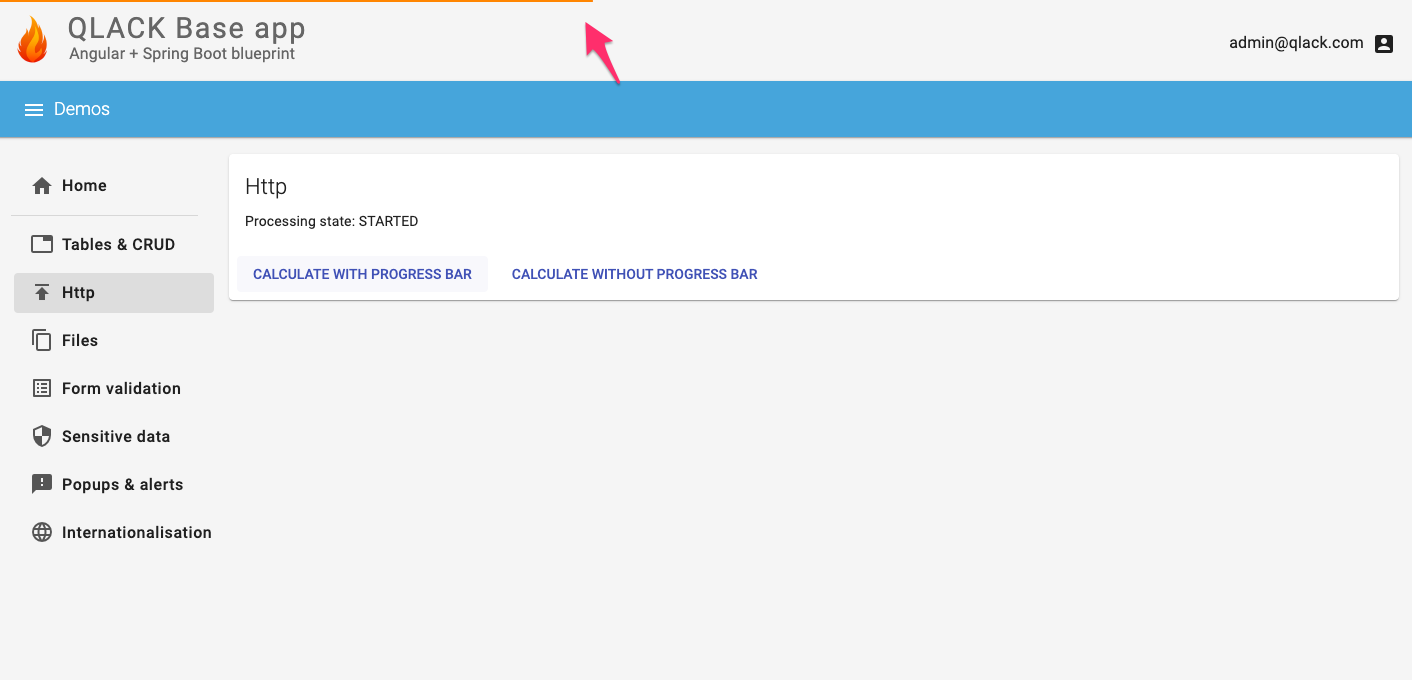 QLACK Base app
Angular + Spring Boot blueprint
admin@qlack.com
Demos
Home
Tables & CRUD
Http
Files
Form validation
Sensitive data
Popups & alerts
Internationalisation
Http
Processing state: STARTED
CALCULATE WITH PROGRESS BAR CALCULATE WITHOUT PROGRESS BAR